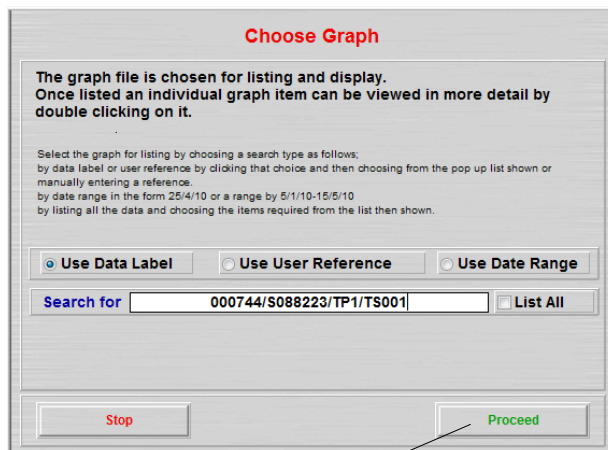 Choose Graph
The graph file is chosen for listing and display.
Once listed an individual graph item can be viewed in more detail by
double clicking on it.
Select the graph for listing by choosing a search type as follows;
by data label or user reference by clicking that choice and then choosing from the pop up list shown or
manually entering a reference.
by date range in the form 25/4/10 or a range by 5/1/10-15/5/10
by listing all the data and choosing the items required from the list then shown.
Use Data Label Use User Reference Use Date Range
Search for 000744/S088223/TP1/TS001 List All
Stop Proceed